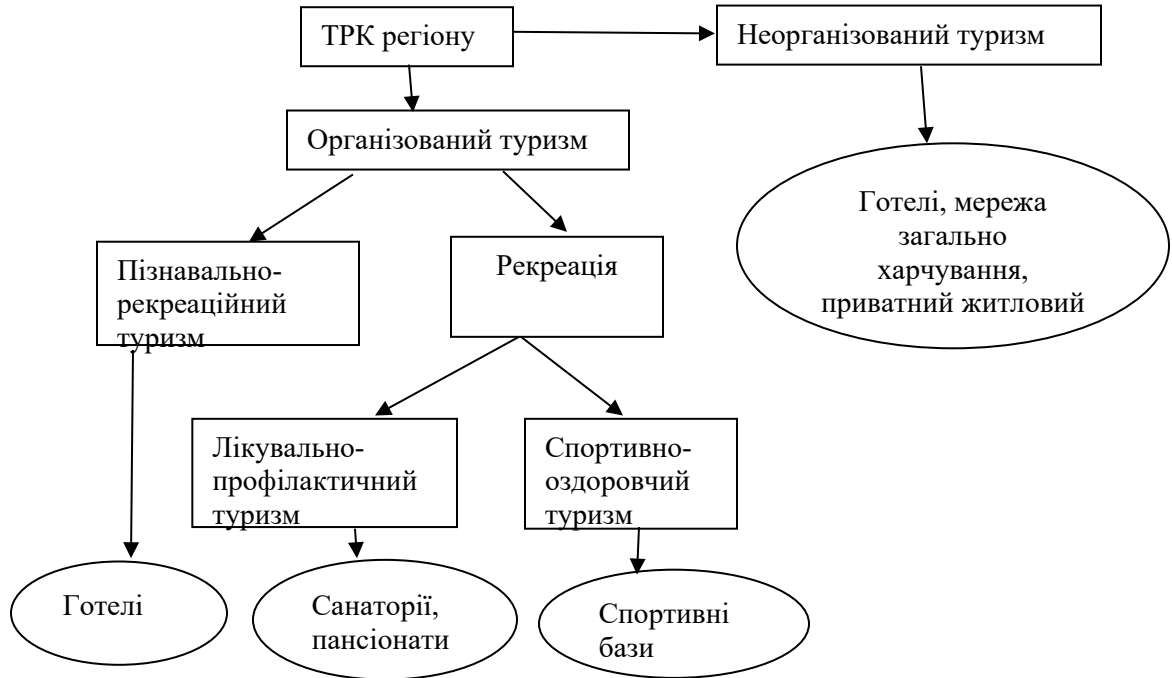 ТРК регіону
Неорганізований туризм
Організований туризм
Готелі, мережа
загально
харчування,
приватний житловий
Пізнавально-
рекреаційний
туризм
Рекреація
Лікувально-
профілактичний
туризм
Спортивно-
оздоровчий
туризм
Готелі
Санаторії,
пансіонати
Спортивні
бази